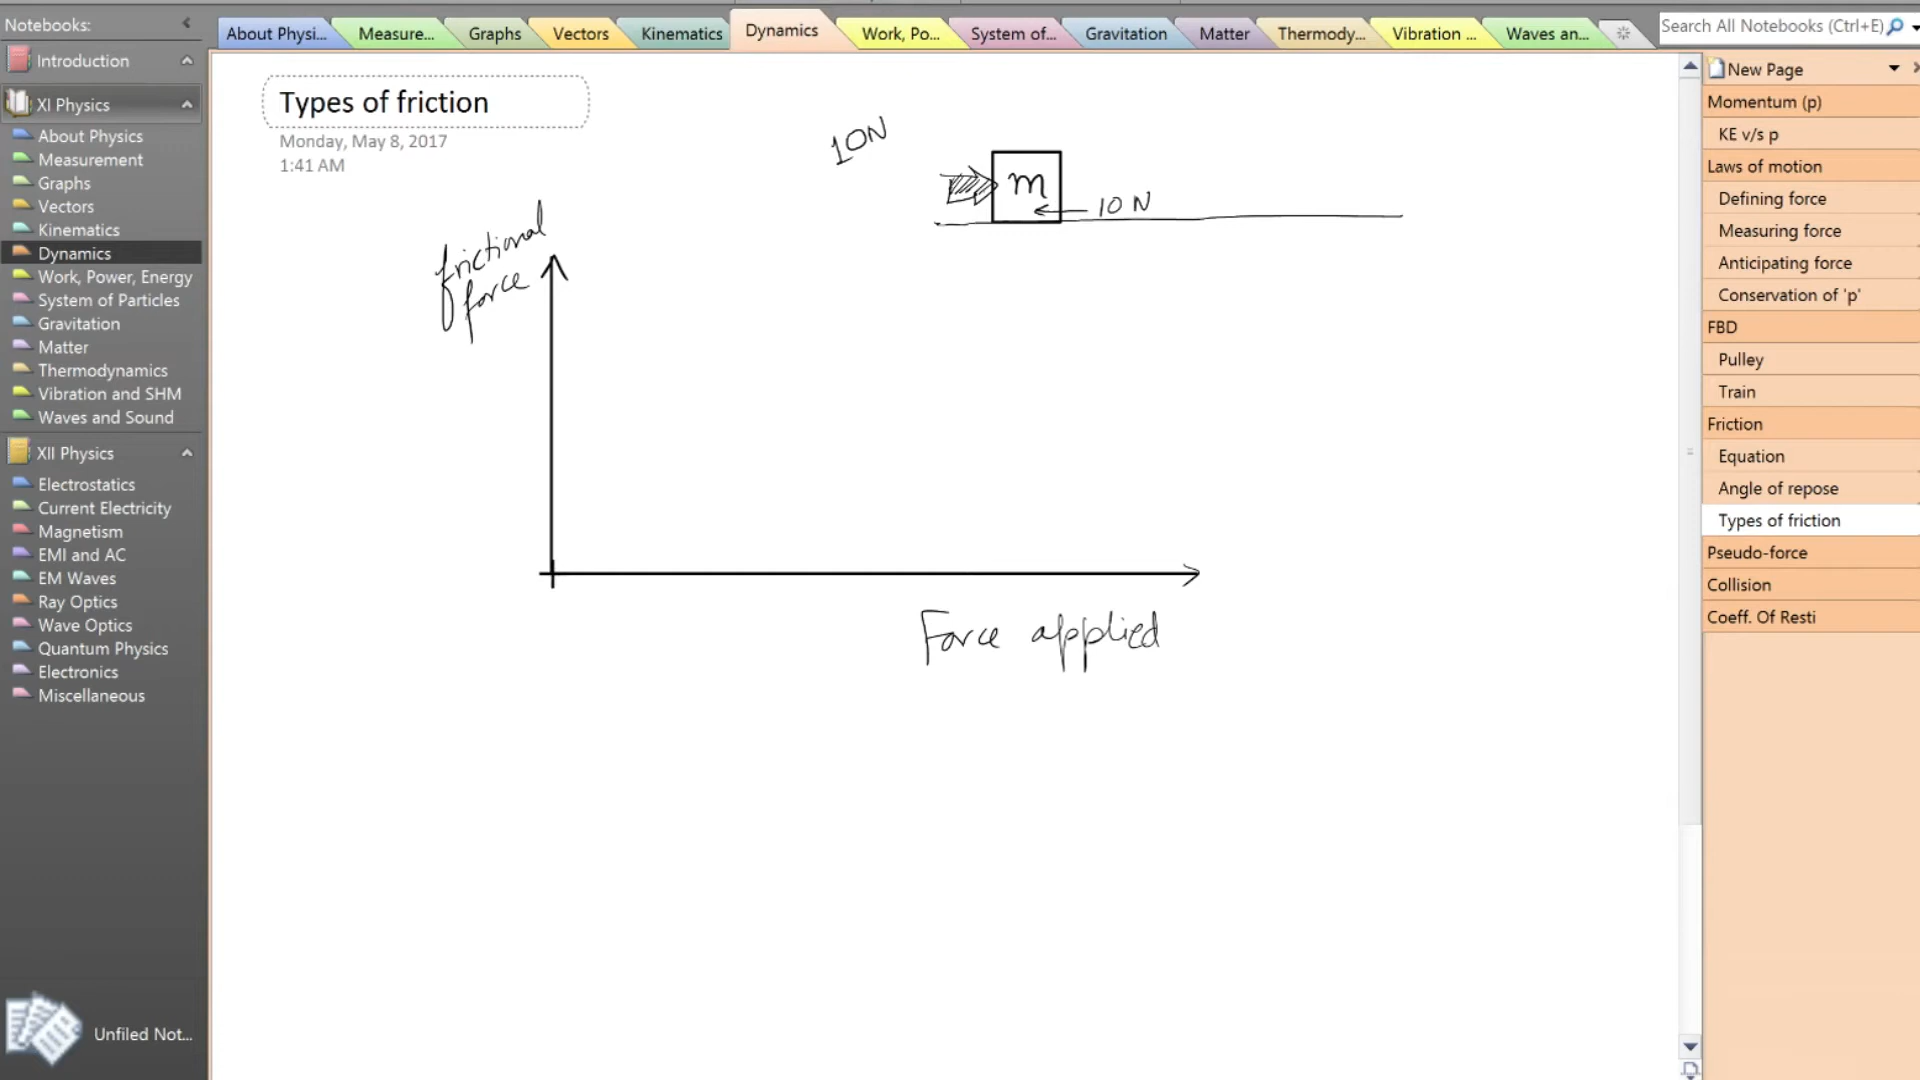 Notebooks:
Introduction
XI Physics
About Physics
Measurement
Graphs
Vectors
Kinematics
Dynamics
Work, Power, Energy
System of Particles
Gravitation
Matter
Thermodynamics
Vibration and SHM
Waves and Sound
XII Physics
Electrostatics
Current Electricity
Magnetism
EMI and AC
EM Waves
Ray Optics
Wave Optics
Quantum Physics
Electronics
Miscellaneous
Unfiled Not...
About Physi... Measure... Graphs Vectors Kinematics Dynamics Work, Po... System of... Gravitation Matter Thermody... Vibration ... Waves an...
Search All Notebooks (Ctrl+E)
Types of friction
Monday, May 8, 2017
1:41 AM
10N
m
10 N
frictional
force
Force applied
New Page
Momentum (p)
KE v/s p
Laws of motion
Defining force
Measuring force
Anticipating force
Conservation of 'p'
FBD
Pulley
Train
Friction
Equation
Angle of repose
Types of friction
Pseudo-force
Collision
Coeff. Of Resti